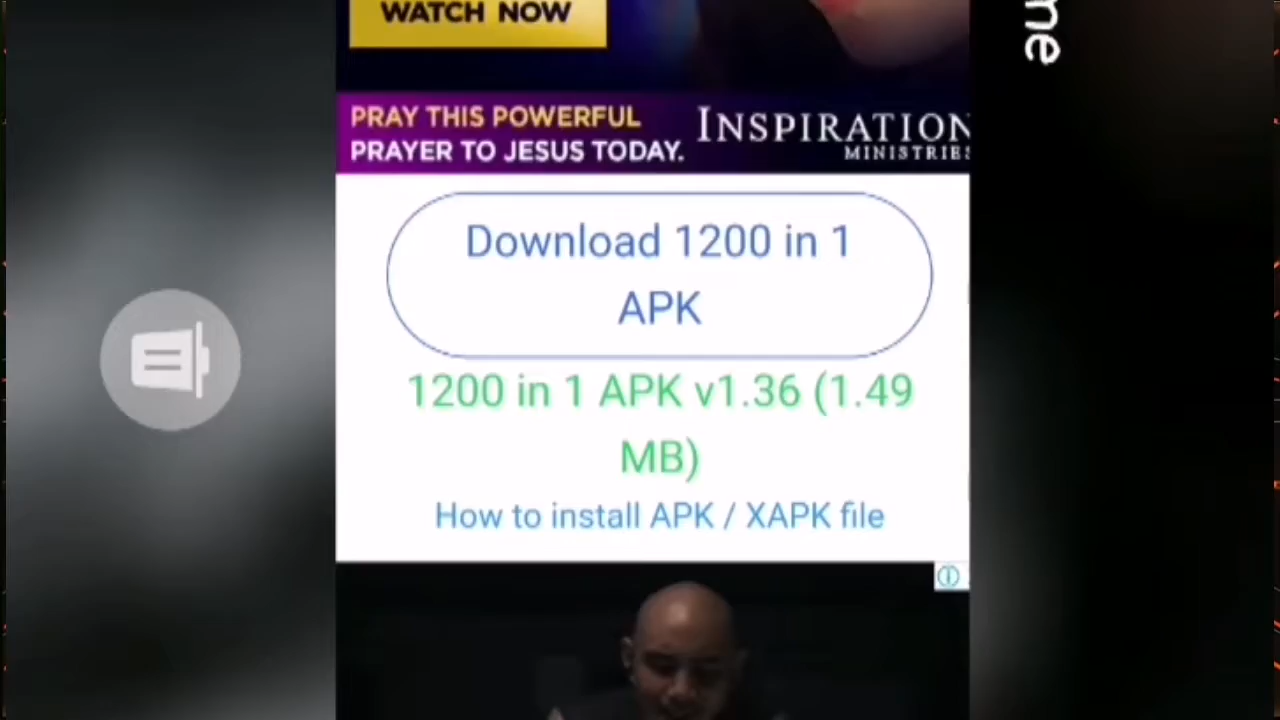 WATCH NOW
me
PRAY THIS POWERFUL
PRAYER TO JESUS TODAY.
INSPIRATION
MINISTRIES
Download 1200 in 1
APK
1200 in 1 APK v1.36 (1.49
MB)
How to install APK / XAPK file